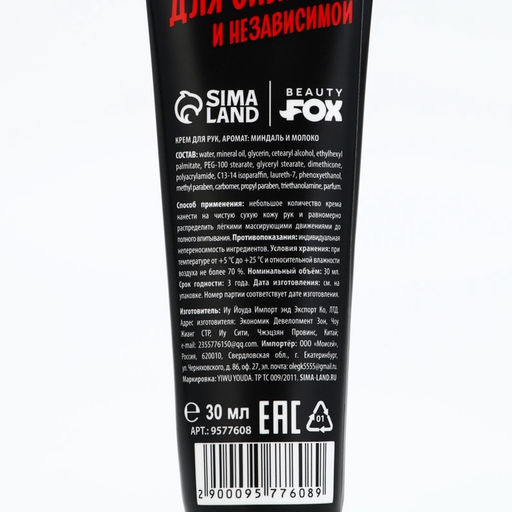 ДЛЯ
И НЕЗАВИСИМОЙ
SIMA LAND
BEAUTY FOX
КРЕМ ДЛЯ РУК, АРОМАТ: МИНДАЛЬ И МОЛОКО
СОСТАВ: water, mineral oil, glycerin, cetearyl alcohol, ethylhexyl
palmitate, PEG-100 stearate, glyceryl stearate, dimethicone,
polyacrylamide, C13-14 isoparaffin, laureth-7, phenoxyethanol,
methyl paraben, carbomer, propyl paraben, triethanolamine, parfum.
Способ применения: небольшое количество крема
нанести на чистую сухую кожу рук и равномерно
распределить лёгкими массирующими движениями до
полного впитывания. Противопоказания: индивидуальная
непереносимость ингредиентов. Условия хранения: при
температуре от +5 °C до +25 °C и относительной влажности
воздуха не более 70 %. Номинальный объём: 30 мл.
Срок годности: 3 года. Дата изготовления: см. на
упаковке. Номер партии соответствует дате изготовления.
Изготовитель: Иу Йоуда Импорт энд Экспорт Ко, ЛТД.
Адрес изготовителя: Экономик Девелопмент Зон, Чоу
Жианг СТР, Иу Сити, Чжэцзян Провинс, Китай;
e-mail: 2355776150@qq.com. Импортёр: ООО «Моисей»,
Россия, 620010, Свердловская обл., г. Екатеринбург,
ул. Черняховского, д. 86, оф. 27, эл. почта: olegk5555@gmail.ru
Маркировка: YIWU YOUDA. ТР ТС 009/2011. SIMA-LAND.RU
℮ 30 мл
EAC
01
АРТ.: 9577608
2 900095 776089